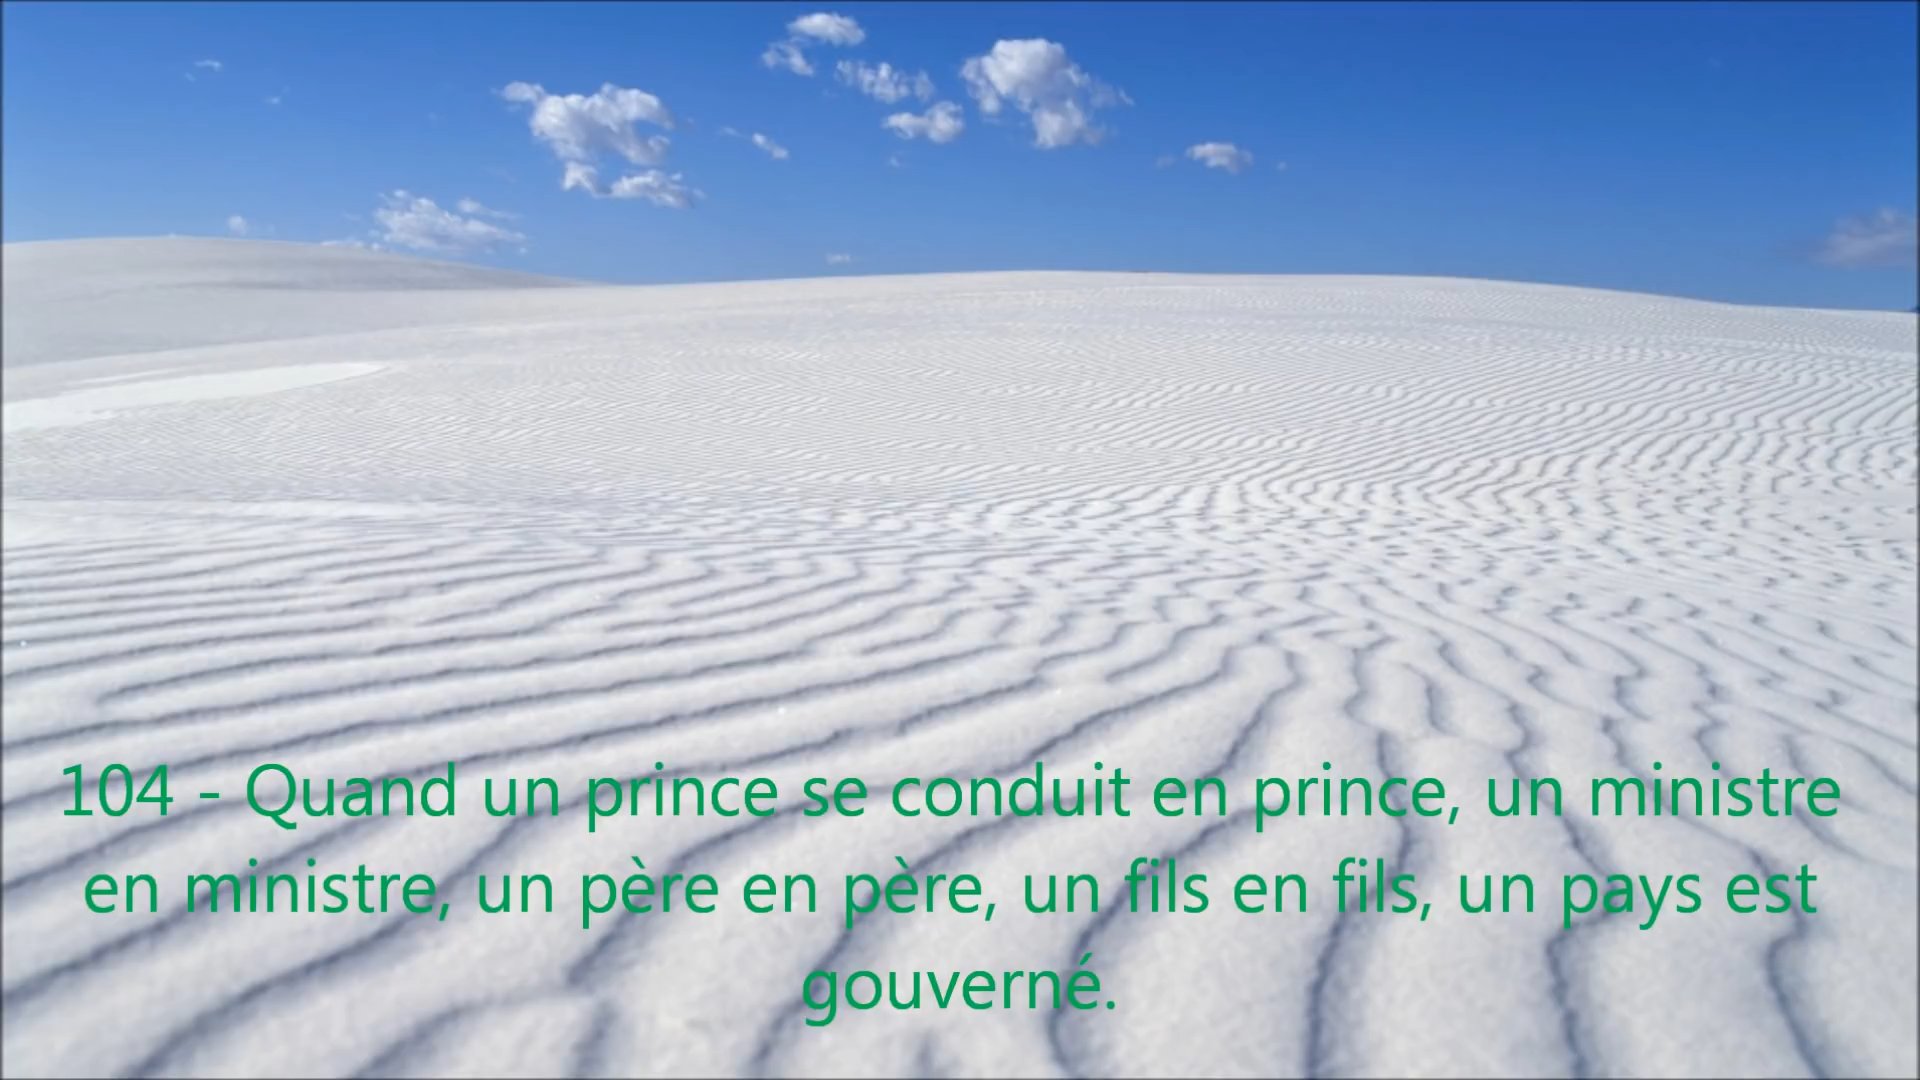 104 - Quand un prince se conduit en prince, un ministre
en ministre, un père en père, un fils en fils, un pays est
gouverné.